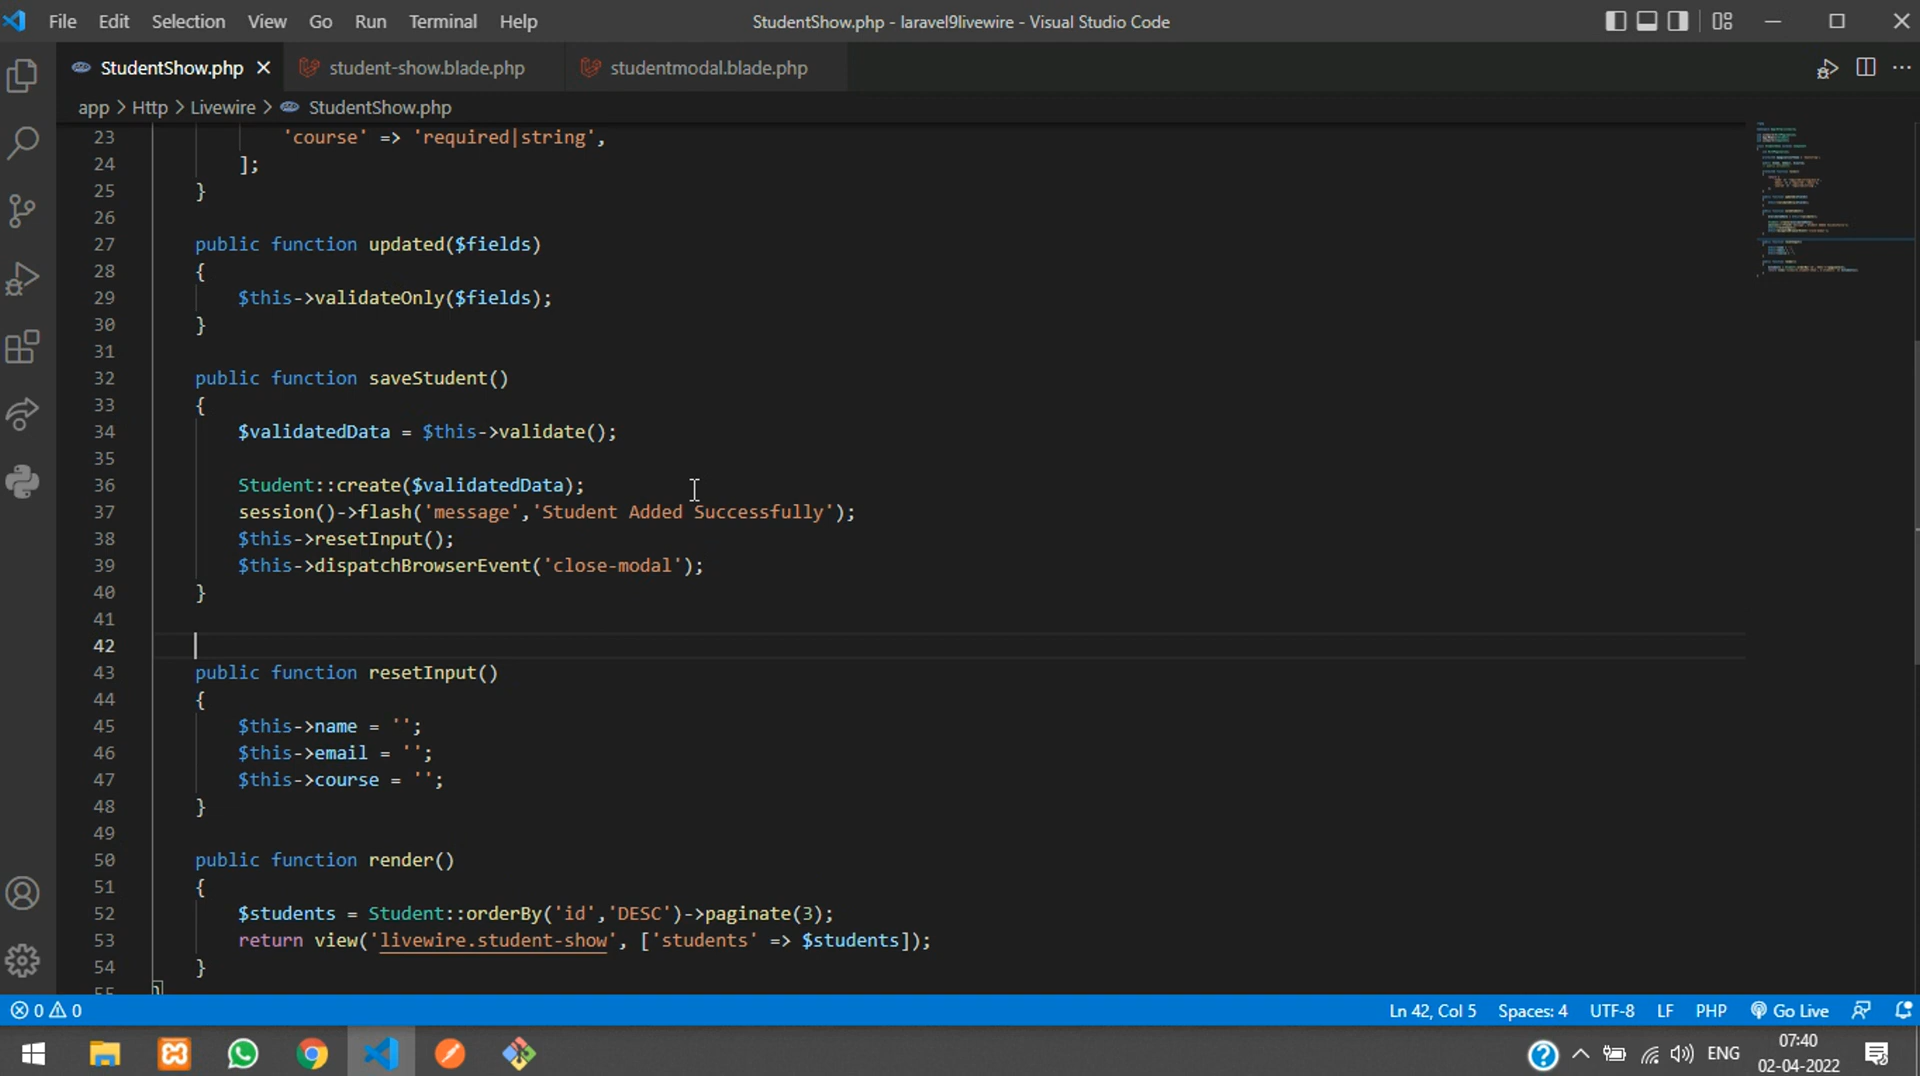 File Edit Selection View Go Run Terminal Help StudentShow.php - laravel9livewire - Visual Studio Code
StudentShow.php student-show.blade.php studentmodal.blade.php
app > Http > Livewire > StudentShow.php
23 'course' => 'required|string',
24 ];
25 }
26
27 public function updated($fields)
28 {
29 $this->validateOnly($fields);
30 }
31
32 public function saveStudent()
33 {
34 $validatedData = $this->validate();
35
36 Student::create($validatedData);
37 session()->flash('message','Student Added Successfully');
38 $this->resetInput();
39 $this->dispatchBrowserEvent('close-modal');
40 }
41
42
43 public function resetInput()
44 {
45 $this->name = '';
46 $this->email = '';
47 $this->course = '';
48 }
49
50 public function render()
51 {
52 $students = Student::orderBy('id','DESC')->paginate(3);
53 return view('livewire.student-show', ['students' => $students]);
54 }
55 }
0 0 Ln 42, Col 5 Spaces: 4 UTF-8 LF PHP Go Live
ENG 07:40
02-04-2022